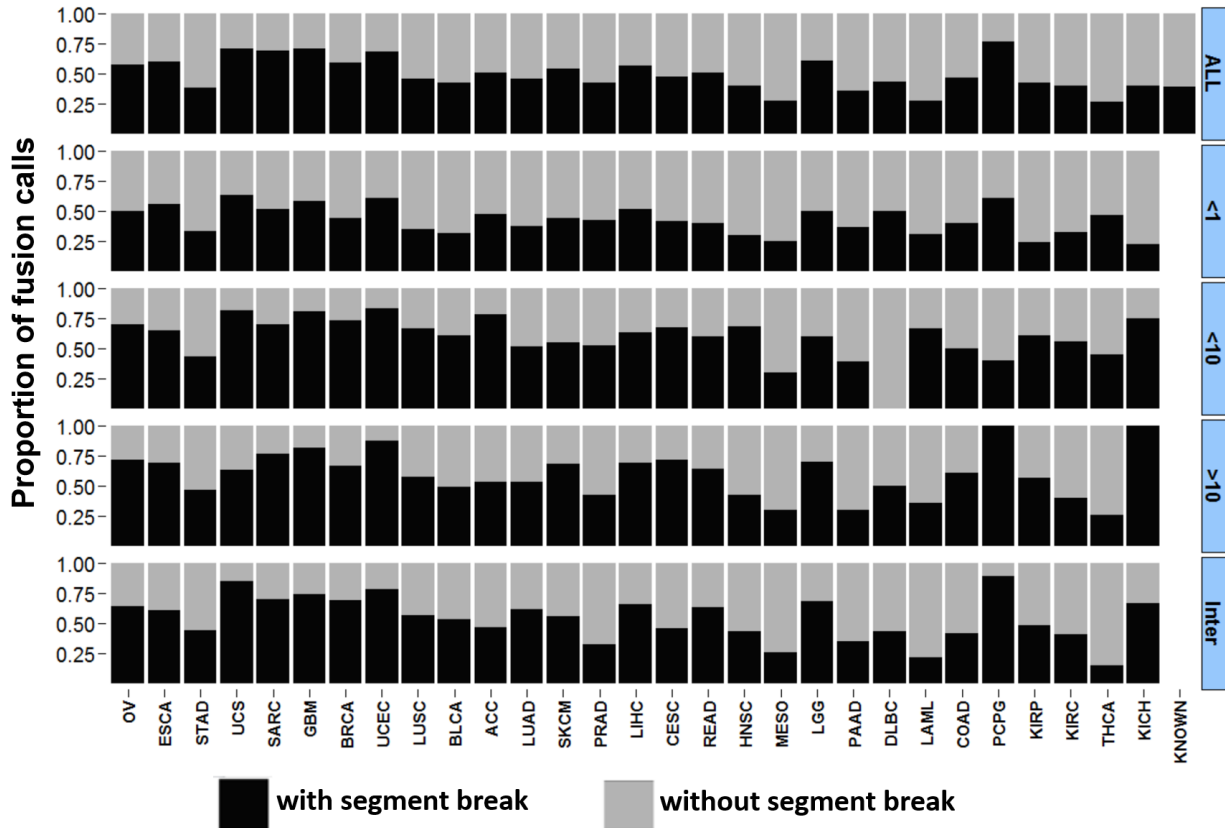 Proportion of fusion calls
1.00
0.75
0.50
0.25
ALL
1.00
0.75
0.50
0.25
<1
1.00
0.75
0.50
0.25
<10
1.00
0.75
0.50
0.25
>10
1.00
0.75
0.50
0.25
Inter
OV
ESCA
STAD
UCS
SARC
GBM
BRCA
UCEC
LUSC
BLCA
ACC
LUAD
SKCM
PRAD
LIHC
CESC
READ
HNSC
MESO
LGG
PAAD
DLBC
LAML
COAD
PCPG
KIRP
KIRC
THCA
KICH
KNOWN
with segment break
without segment break